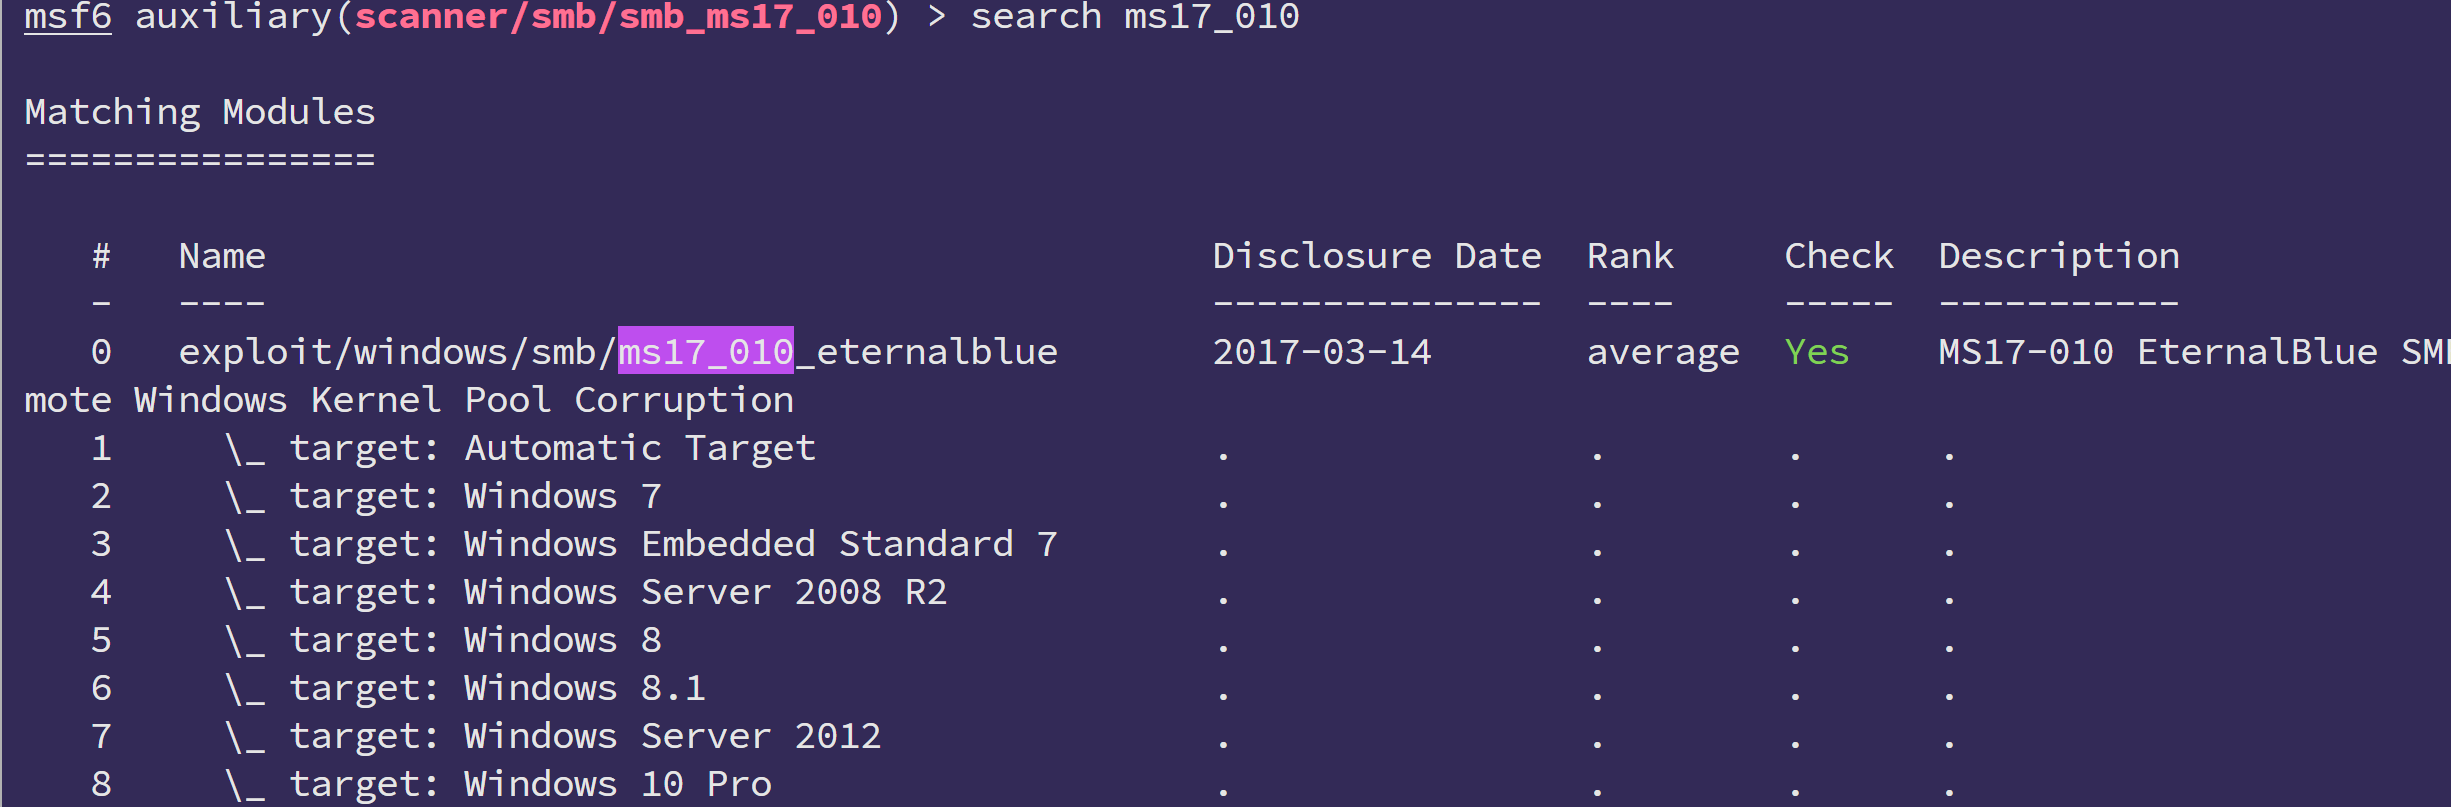 msf6 auxiliary(scanner/smb/smb_ms17_010) > search ms17_010
Matching Modules
================
# Name Disclosure Date Rank Check Description
- ---- --------------- ---- ----- -----------
0 exploit/windows/smb/ms17_010_eternalblue 2017-03-14 average Yes MS17-010 EternalBlue
mote Windows Kernel Pool Corruption
1 \_ target: Automatic Target . . . .
2 \_ target: Windows 7 . . . .
3 \_ target: Windows Embedded Standard 7 . . . .
4 \_ target: Windows Server 2008 R2 . . . .
5 \_ target: Windows 8 . . . .
6 \_ target: Windows 8.1 . . . .
7 \_ target: Windows Server 2012 . . . .
8 \_ target: Windows 10 Pro . . . .